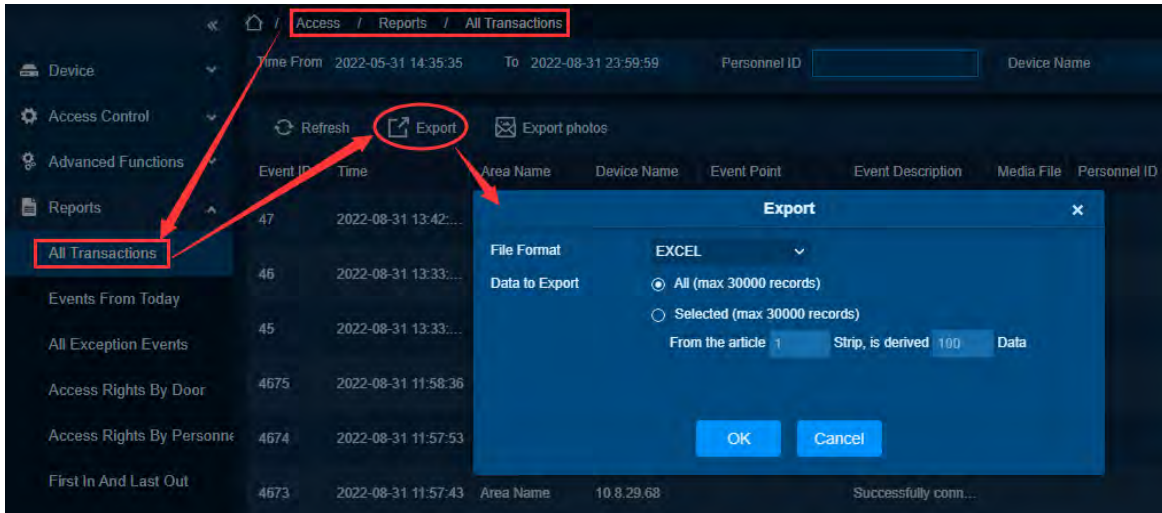 Access / Reports / All Transactions
Time From 2022-05-31 14:35:35 To 2022-08-31 23:59:59 Personnel ID Device Name
Device
Access Control
Advanced Functions
Reports
All Transactions
Events From Today
All Exception Events
Access Rights By Door
Access Rights By Personne
First In And Last Out
Refresh Export Export photos
Event ID Time Area Name Device Name Event Point Event Description Media File Personnel ID
47 2022-08-31 13:42:...
46 2022-08-31 13:33:...
45 2022-08-31 13:33:...
4675 2022-08-31 11:58:36
4674 2022-08-31 11:57:53
4673 2022-08-31 11:57:43 Area Name 10.8.29.68 Successfully conn...
Export
File Format EXCEL
Data to Export All (max 30000 records)
Selected (max 30000 records)
From the article 1 Strip, is derived 100 Data
OK Cancel